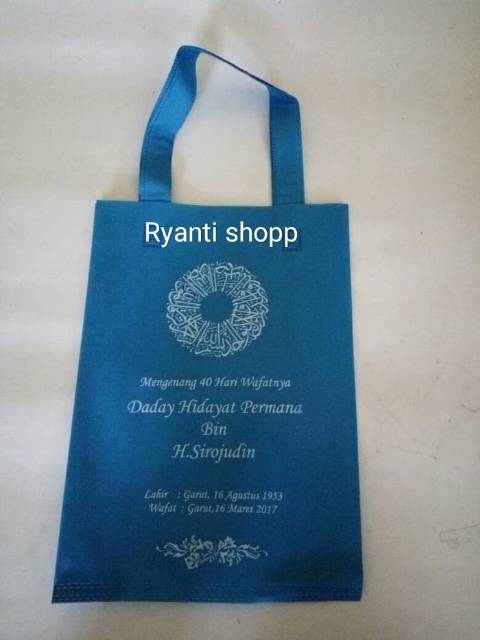 Ryanti shopp
Mengenang 40 Hari Wafatnya
Daday Hidayat Permana
Bin
H.Sirojudin
Lahir : Garut, 16 Agustus 1953
Wafat : Garut,16 Maret 2017